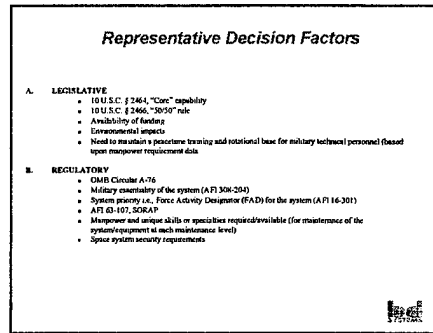 Representative Decision Factors
A. LEGISLATIVE
• 10 U.S.C. § 2464, "Core" capability
• 10 U.S.C. § 2466, "50/50" rule
• Availability of funding
• Environmental impacts
• Need to maintain a peacetime training and rotational base for military technical personnel (based
upon manpower requirement data
B. REGULATORY
• OMB Circular A-76
• Military essentiality of the system (AFI 308-204)
• System priority i.e., Force Activity Designator (FAD) for the system (AFI 16-301)
• AFI 63-107, SORAP
• Manpower and unique skills or specialties required/available (for maintenance of the
system/equipment at each maintenance level)
• Space system security requirements
SYSTEMS